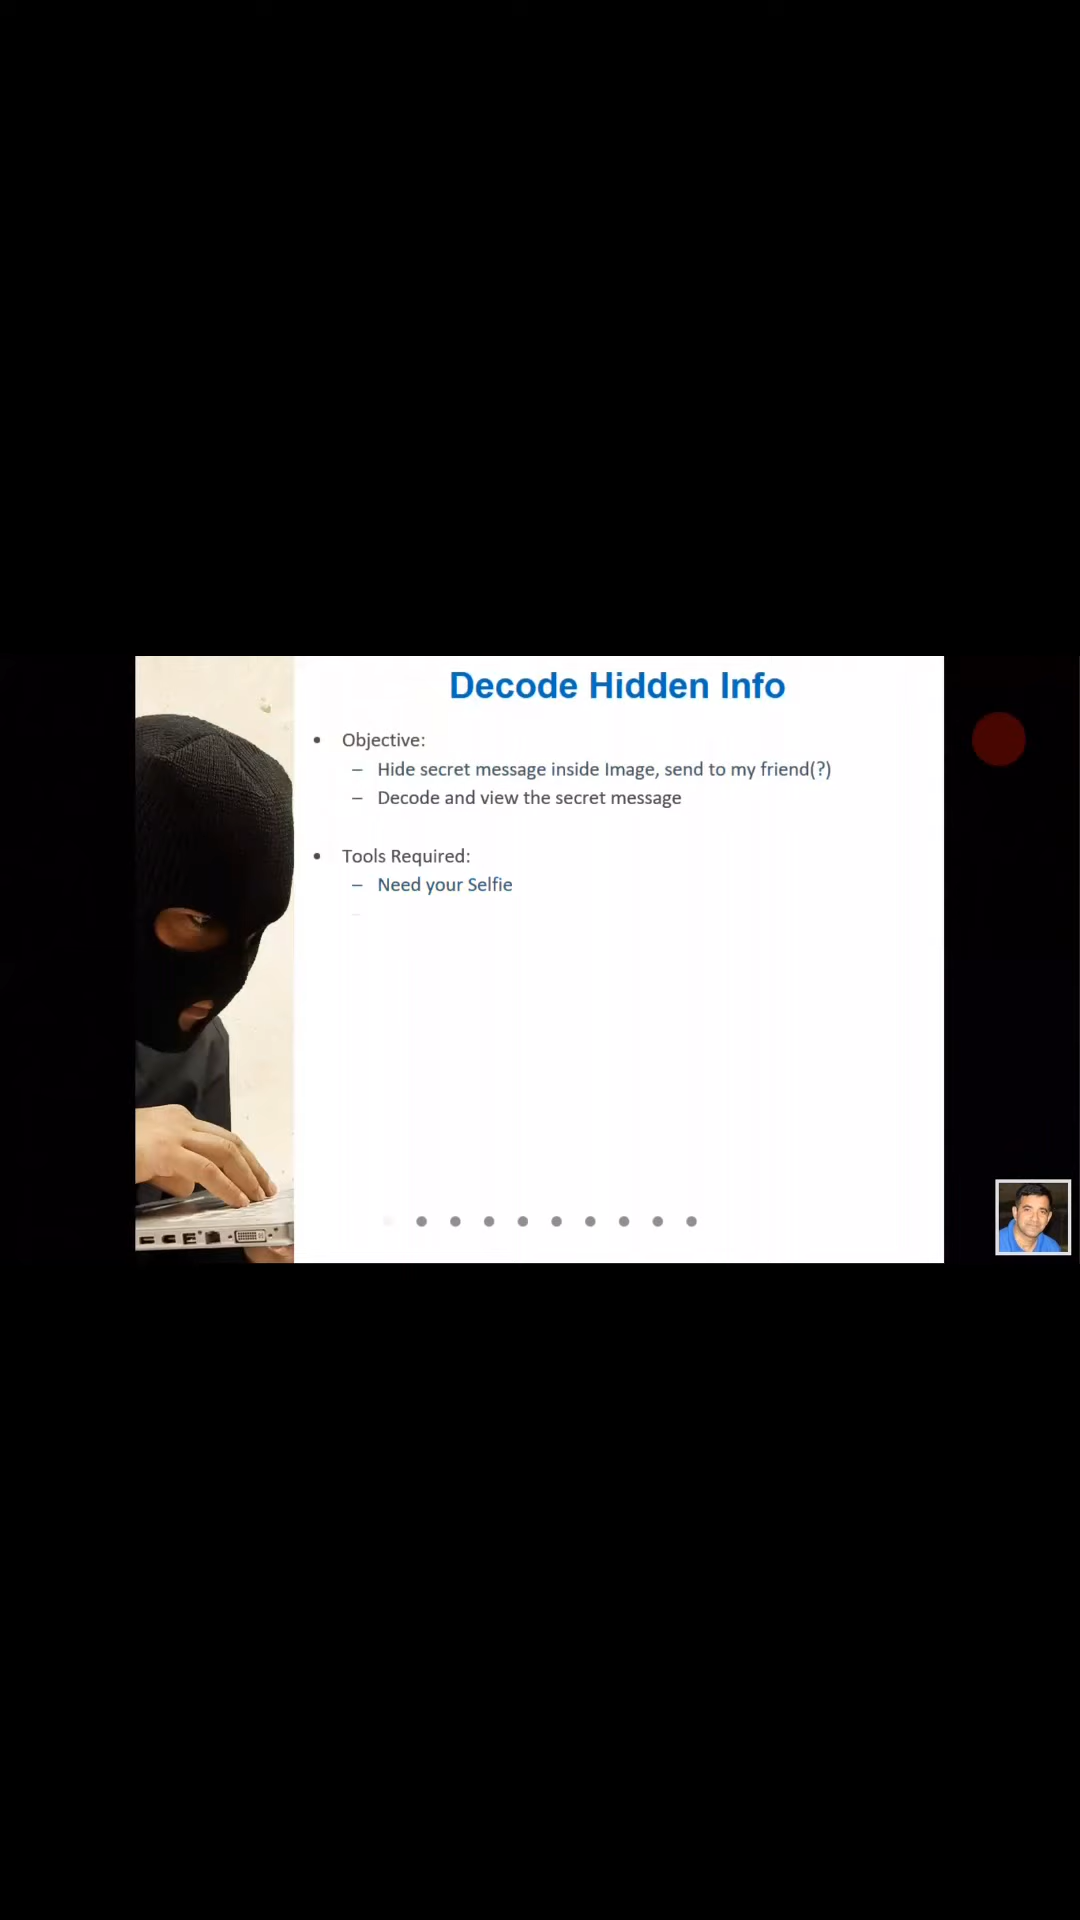 Decode Hidden Info
• Objective:
– Hide secret message inside Image, send to my friend(?)
– Decode and view the secret message
• Tools Required:
– Need your Selfie